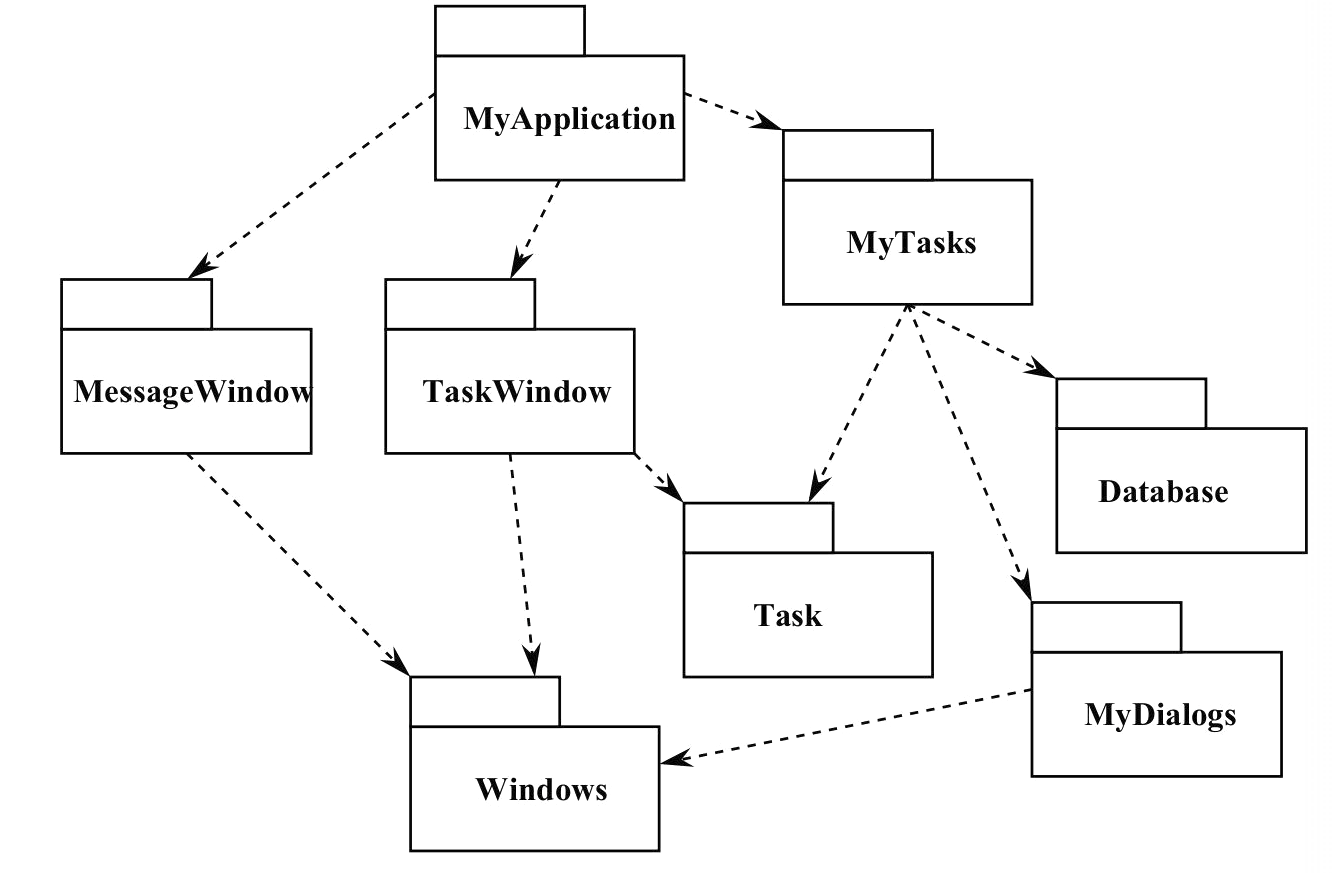 MyApplication
MyTasks
MessageWindow
TaskWindow
Database
Task
MyDialogs
Windows